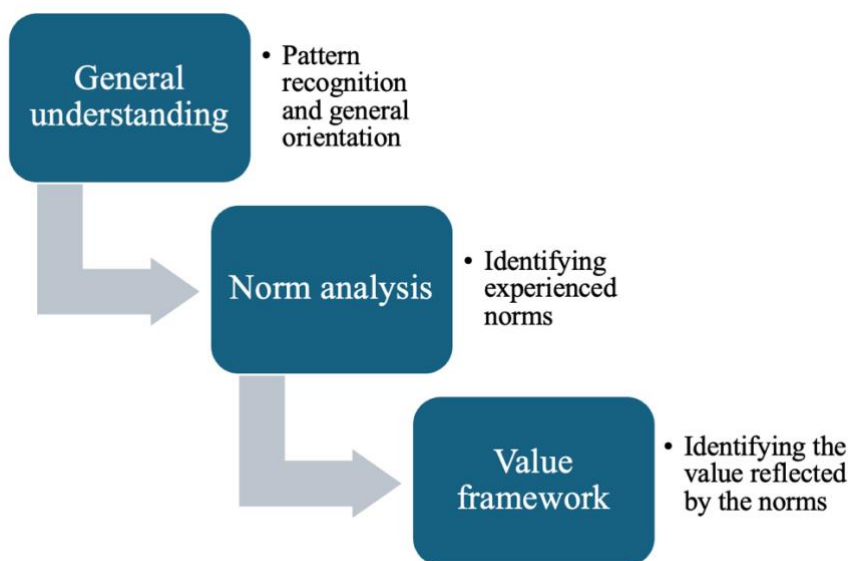 General
understanding
• Pattern
recognition
and general
orientation
Norm analysis
• Identifying
experienced
norms
Value
framework
• Identifying the
value reflected
by the norms